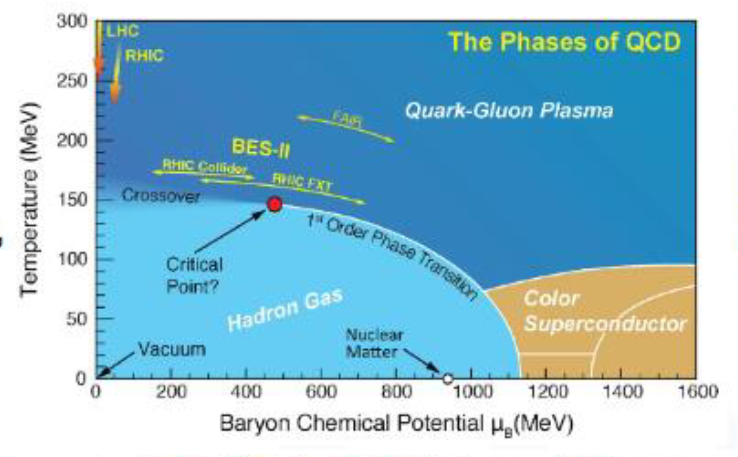 The Phases of QCD
LHC
RHIC
Quark-Gluon Plasma
FAIR
BES-II
RHIC Collider
RHIC FXT
Crossover
1st Order Phase Transition
Critical
Point?
Hadron Gas
Color
Superconductor
Nuclear
Matter
Vacuum
Temperature (MeV)
300
250
200
150
100
50
0
0 200 400 600 800 1000 1200 1400 1600
Baryon Chemical Potential μB(MeV)